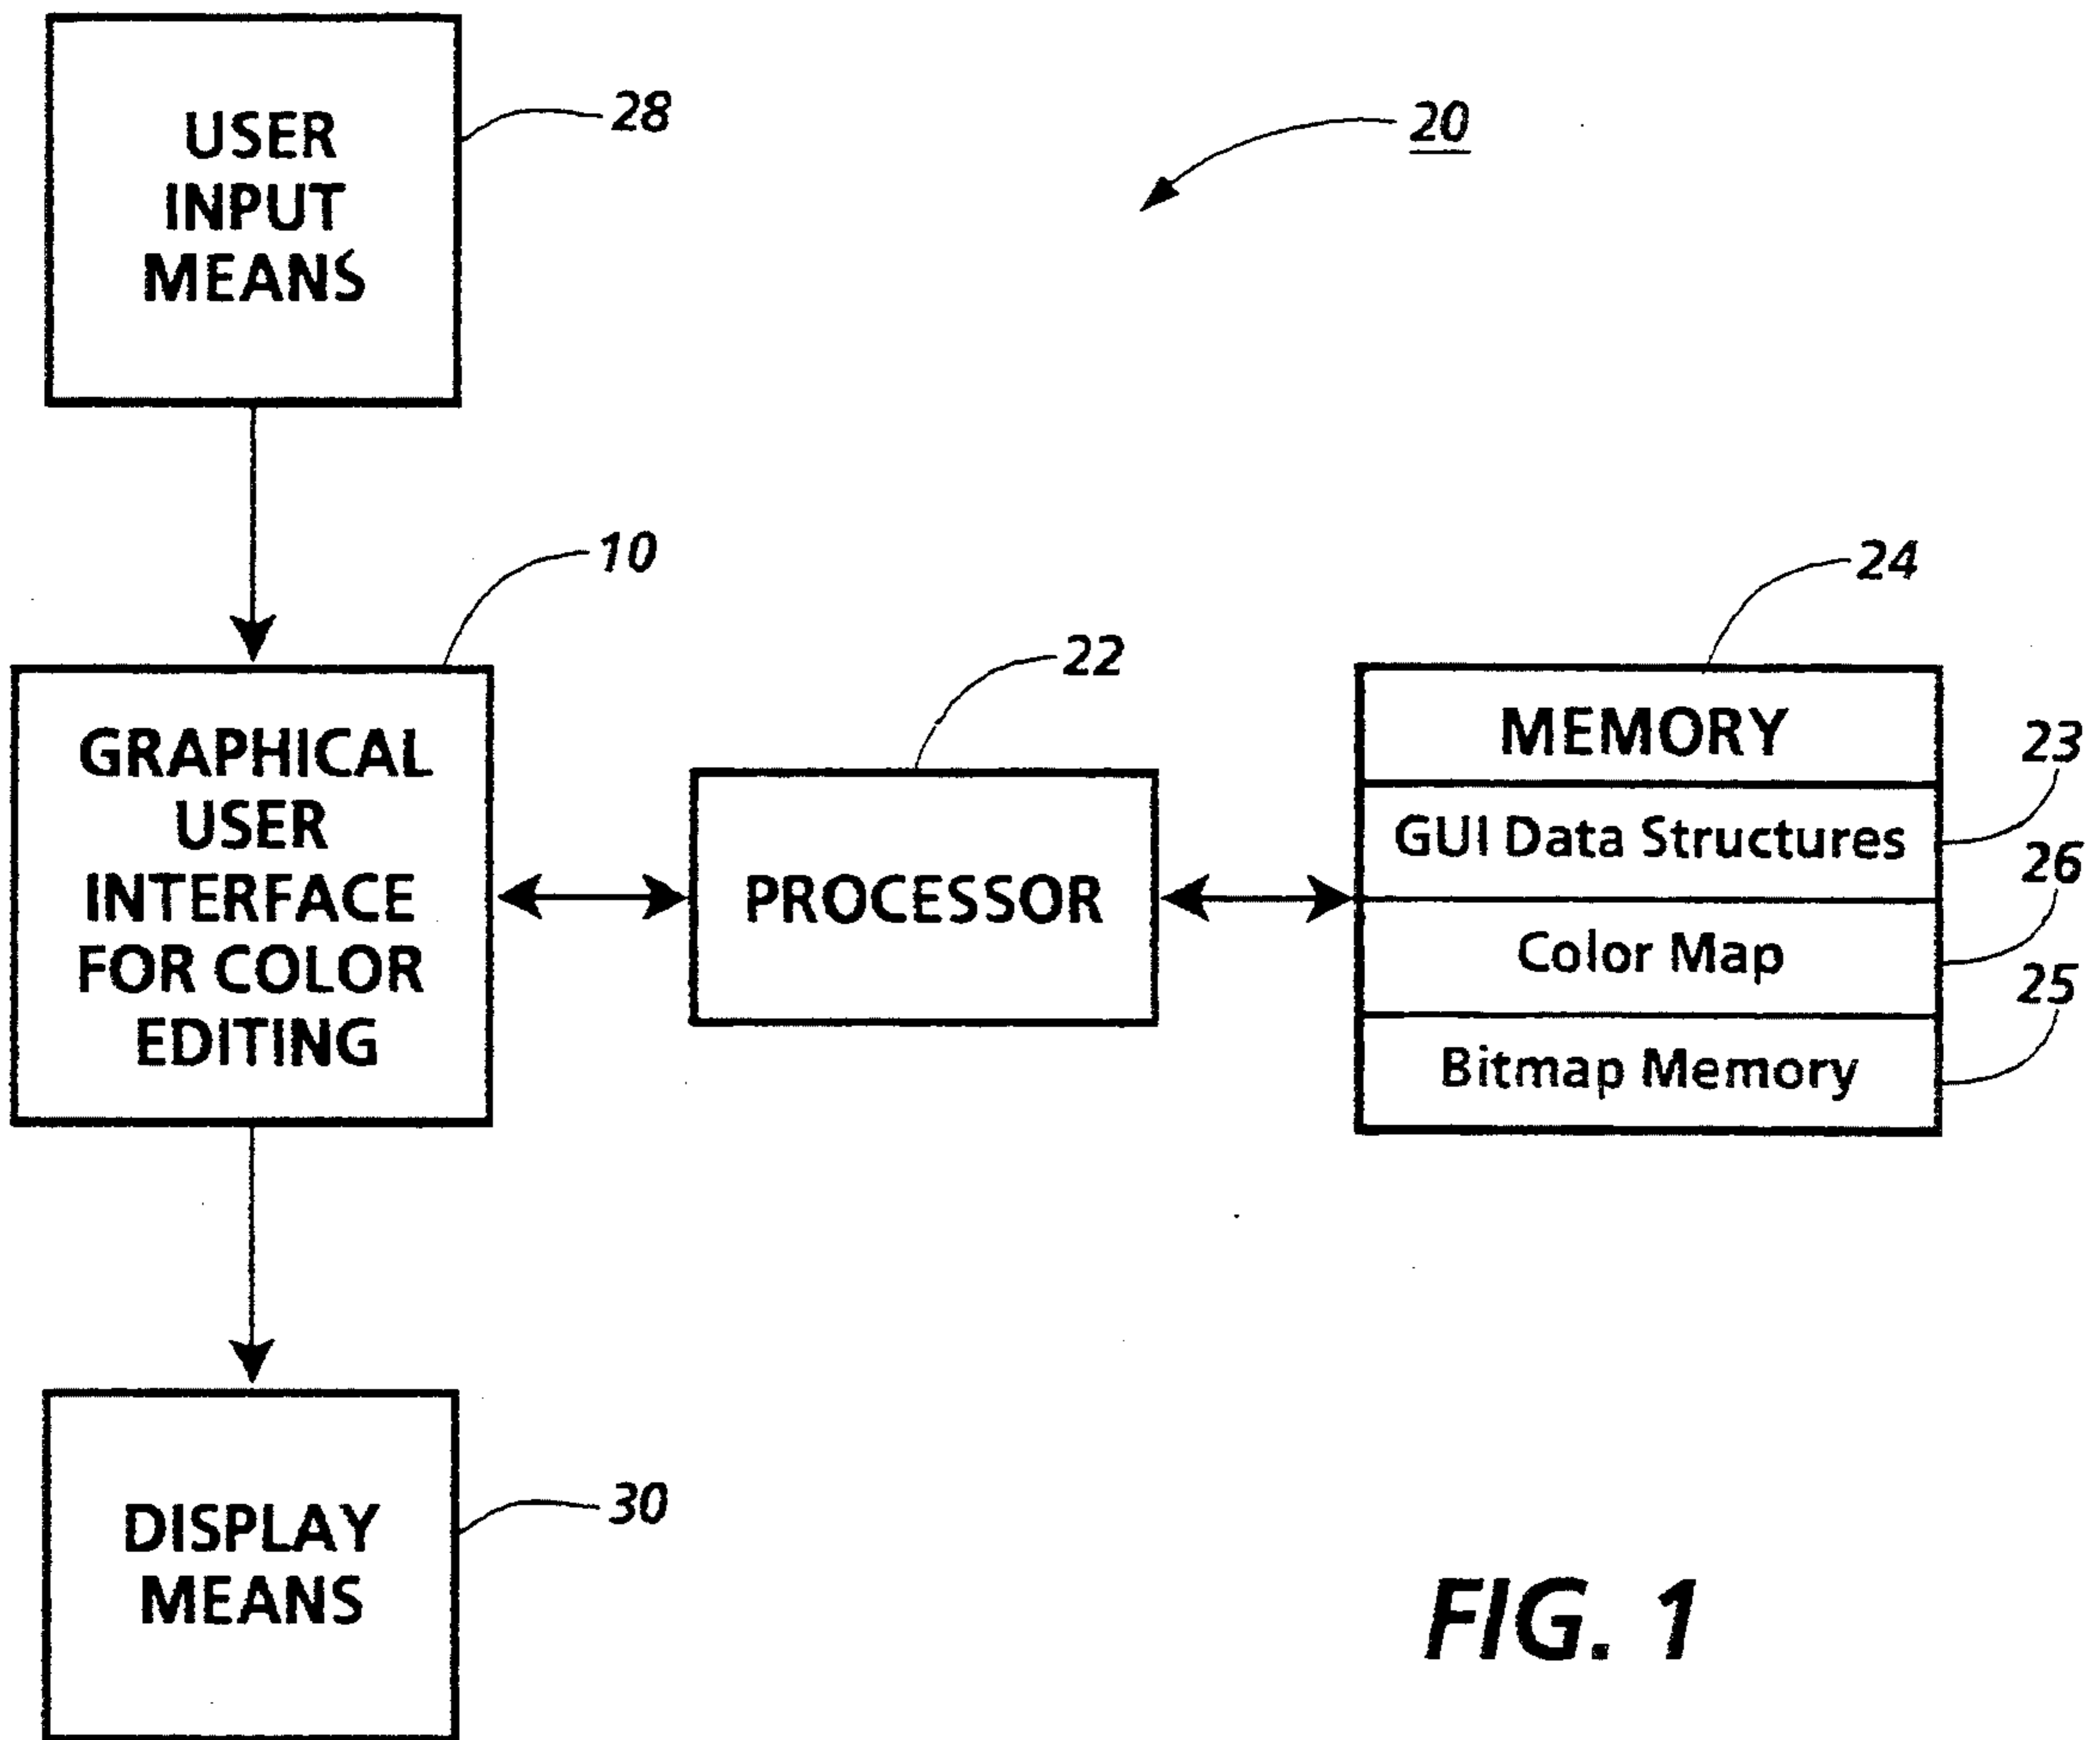 USER
INPUT
MEANS
28
20
10
GRAPHICAL
USER
INTERFACE
FOR COLOR
EDITING
22
PROCESSOR
24
MEMORY
23
GUI Data Structures
26
Color Map
25
Bitmap Memory
DISPLAY
MEANS
30
FIG. 1